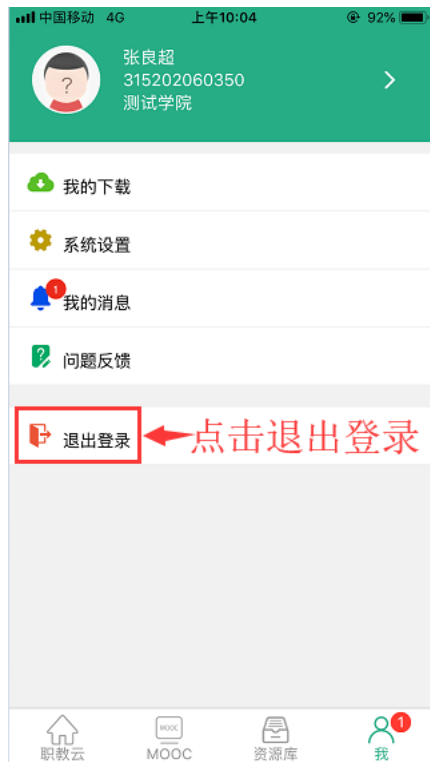 中国移动 4G 上午10:04 92%
张良超
315202060350
测试学院
?
我的下载
系统设置
1
我的消息
?
问题反馈
退出登录 点击退出登录
MOOC 1
职教云 MOOC 资源库 我